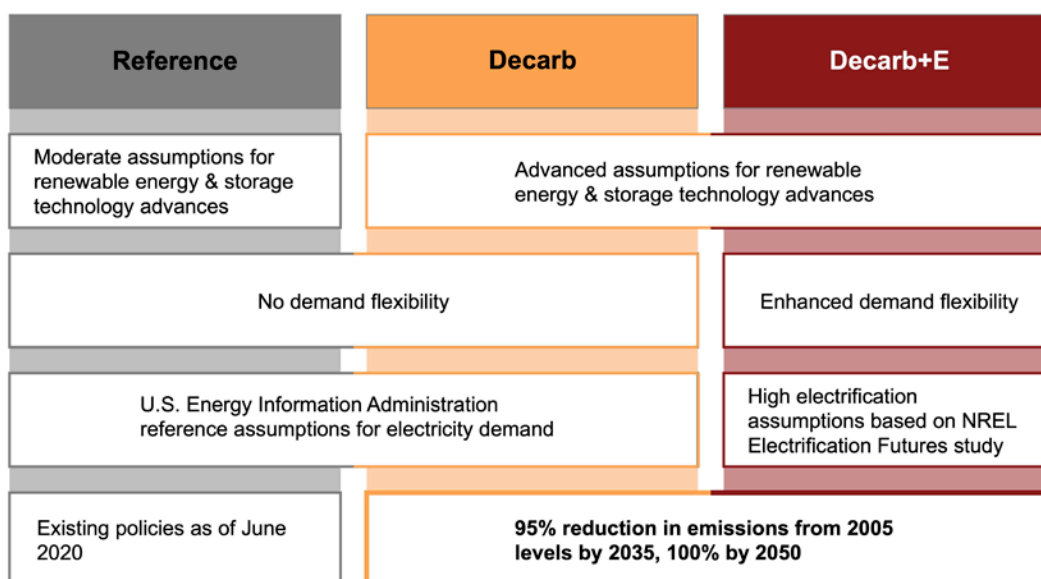 Reference
Decarb
Decarb+E
Moderate assumptions for
renewable energy & storage
technology advances
Advanced assumptions for renewable
energy & storage technology advances
No demand flexibility
Enhanced demand flexibility
U.S. Energy Information Administration
reference assumptions for electricity demand
High electrification
assumptions based on NREL
Electrification Futures study
Existing policies as of June
2020
95% reduction in emissions from 2005
levels by 2035, 100% by 2050